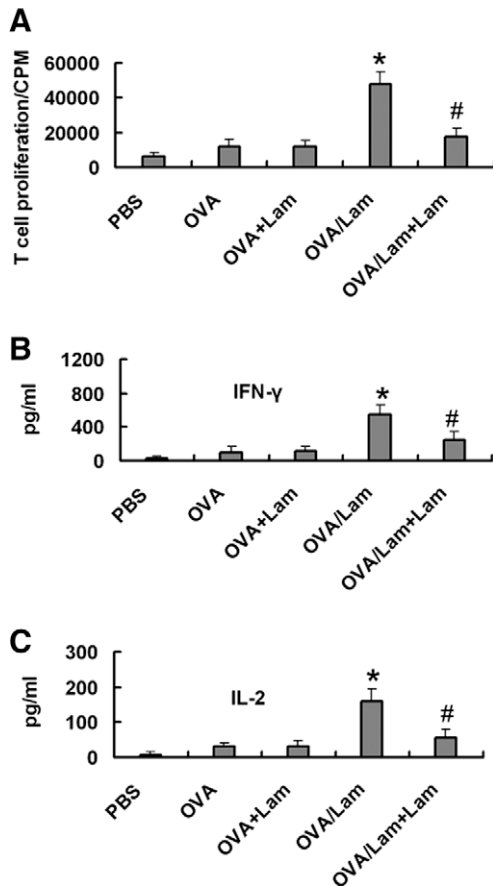 A
T cell proliferation/CPM
60000
40000
20000
0
*
#
PBS
OVA
OVA+Lam
OVA/Lam
OVA/Lam+Lam
B
pg/ml
1200
800
400
0
IFN-γ
*
#
PBS
OVA
OVA+Lam
OVA/Lam
OVA/Lam+Lam
C
pg/ml
300
200
100
0
IL-2
*
#
PBS
OVA
OVA+Lam
OVA/Lam
OVA/Lam+Lam